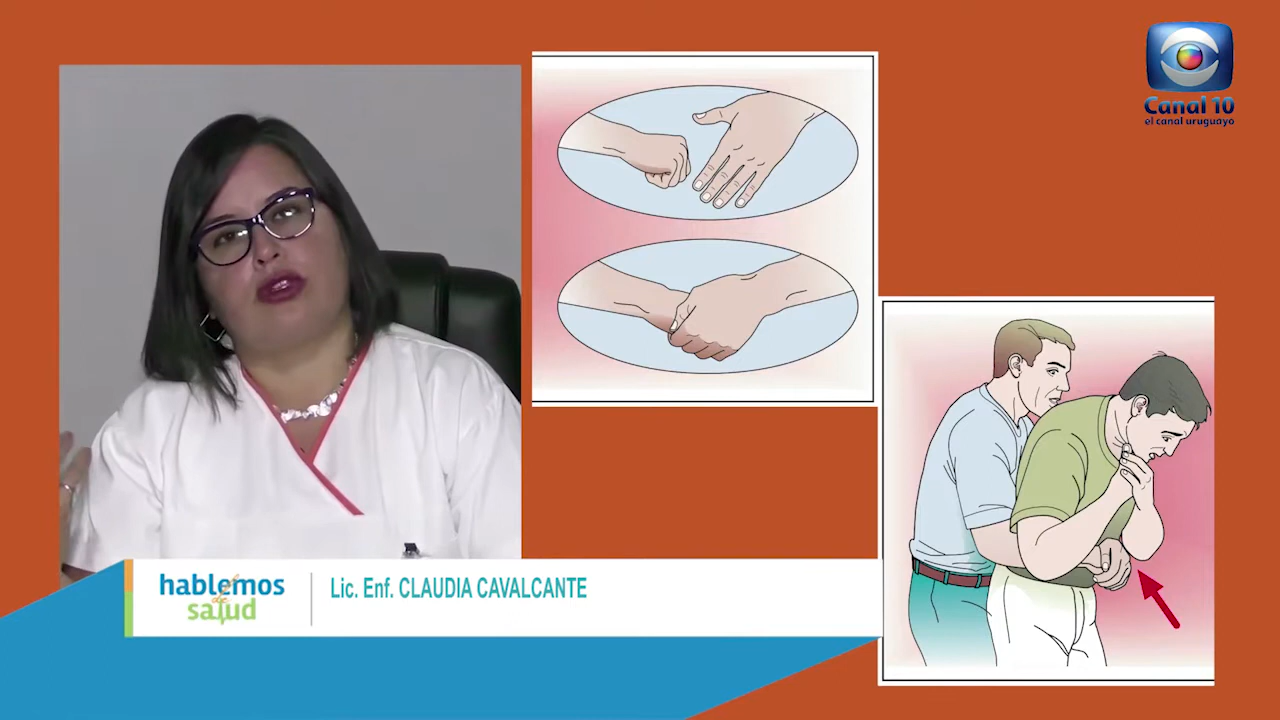 Canal 10
el canal uruguayo
hablemos
de
salud
Lic. Enf. CLAUDIA CAVALCANTE